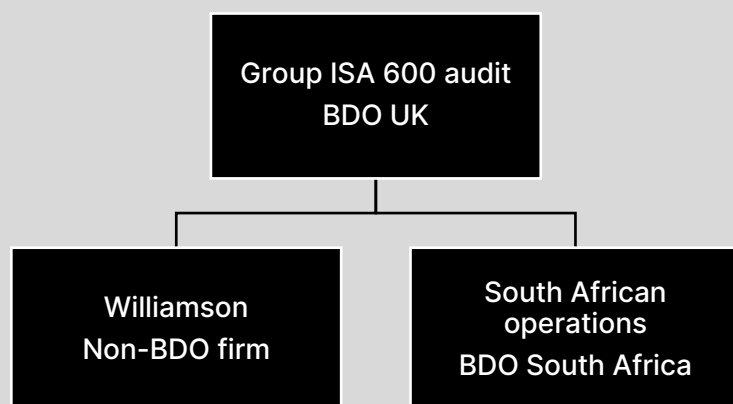 Group ISA 600 audit
BDO UK
Williamson
Non-BDO firm
South African
operations
BDO South Africa